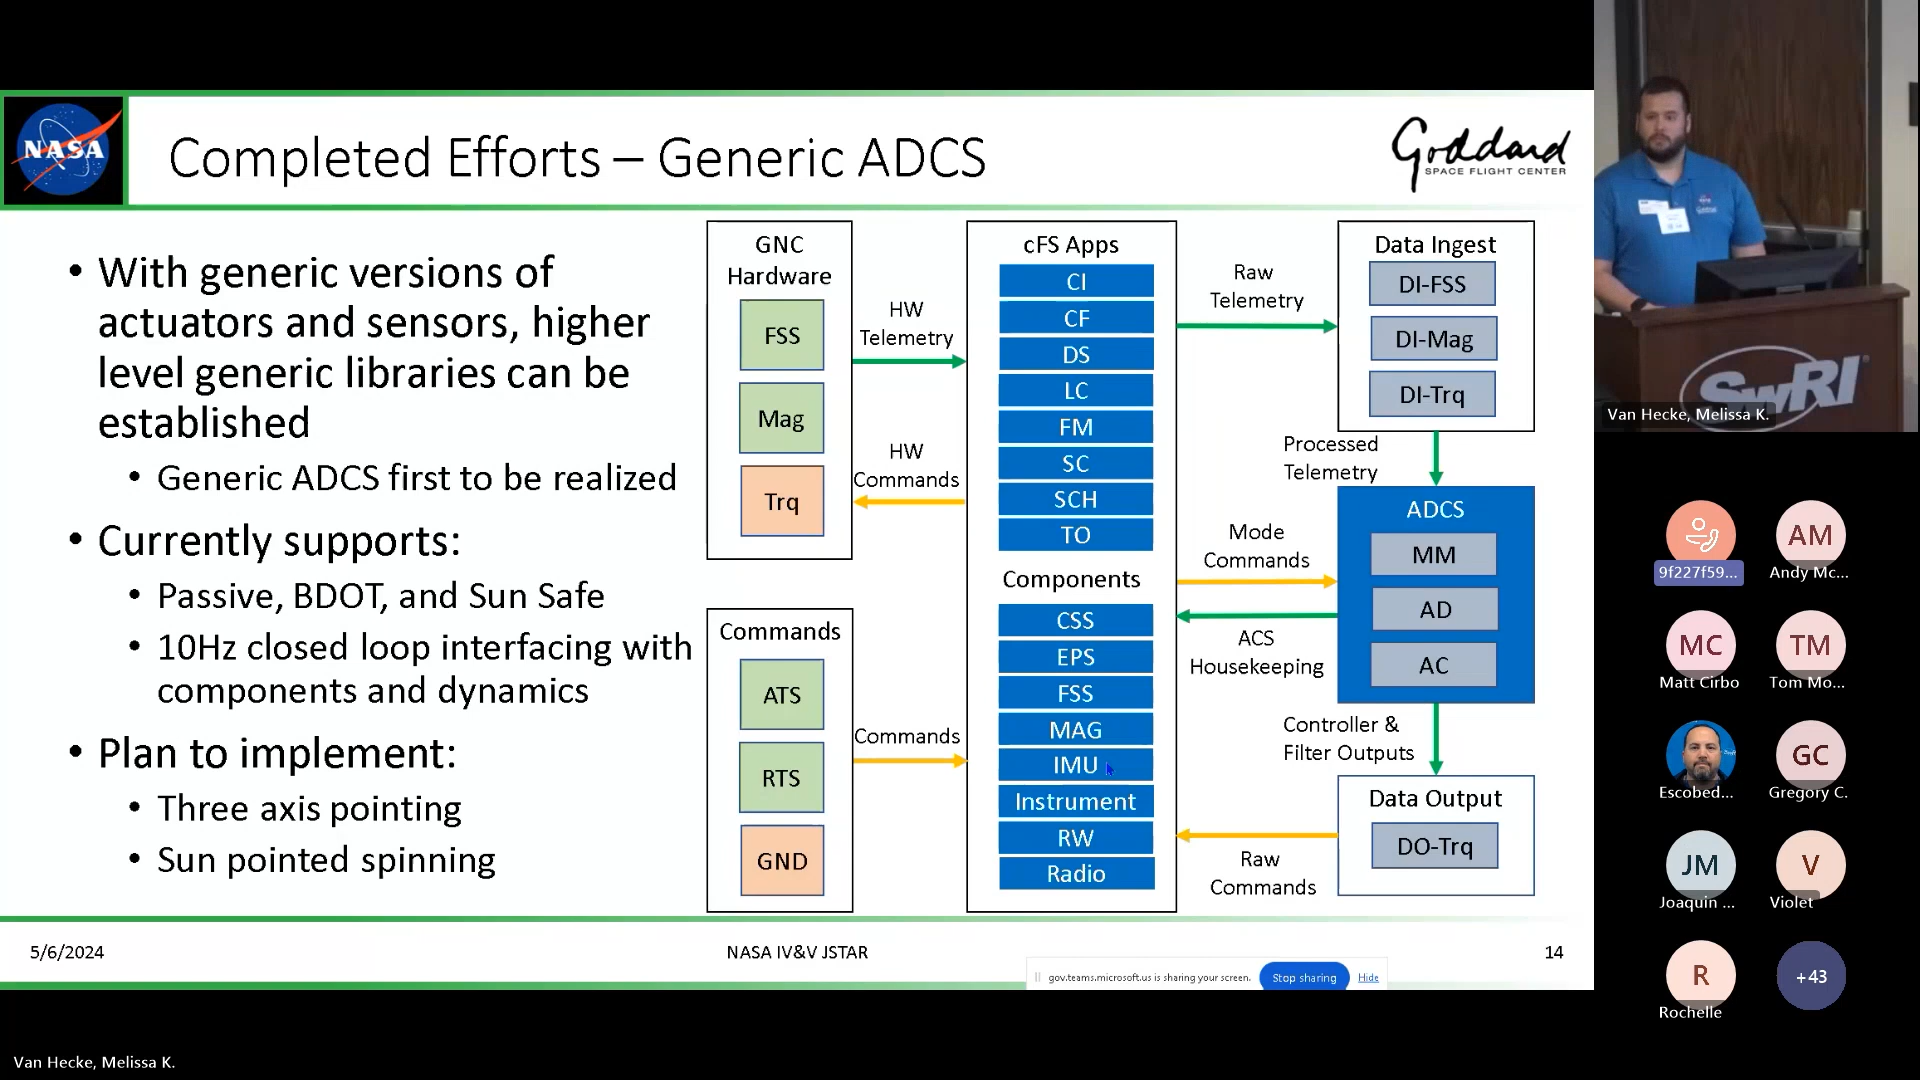 NASA
Completed Efforts – Generic ADCS
Goddard
SPACE FLIGHT CENTER
• With generic versions of
actuators and sensors, higher
level generic libraries can be
established
• Generic ADCS first to be realized
• Currently supports:
• Passive, BDOT, and Sun Safe
• 10Hz closed loop interfacing with
components and dynamics
• Plan to implement:
• Three axis pointing
• Sun pointed spinning
GNC
Hardware
FSS
Mag
Trq
HW
Telemetry
HW
Commands
Commands
ATS
RTS
GND
Commands
cFS Apps
CI
CF
DS
LC
FM
SC
SCH
TO
Components
CSS
EPS
FSS
MAG
IMU
Instrument
RW
Radio
Raw
Telemetry
Mode
Commands
ACS
Housekeeping
Raw
Commands
Data Ingest
DI-FSS
DI-Mag
DI-Trq
Processed
Telemetry
ADCS
MM
AD
AC
Controller &
Filter Outputs
Data Output
DO-Trq
5/6/2024
NASA IV&V JSTAR
14
gov.teams.microsoft.us is sharing your screen.
Stop sharing
Hide
Van Hecke, Melissa K.
SwRI
Van Hecke, Melissa K.
9f227f59...
AM
Andy Mc...
MC
Matt Cirbo
TM
Tom Mo...
Escobed...
GC
Gregory C.
JM
Joaquin ...
V
Violet
R
Rochelle
+43